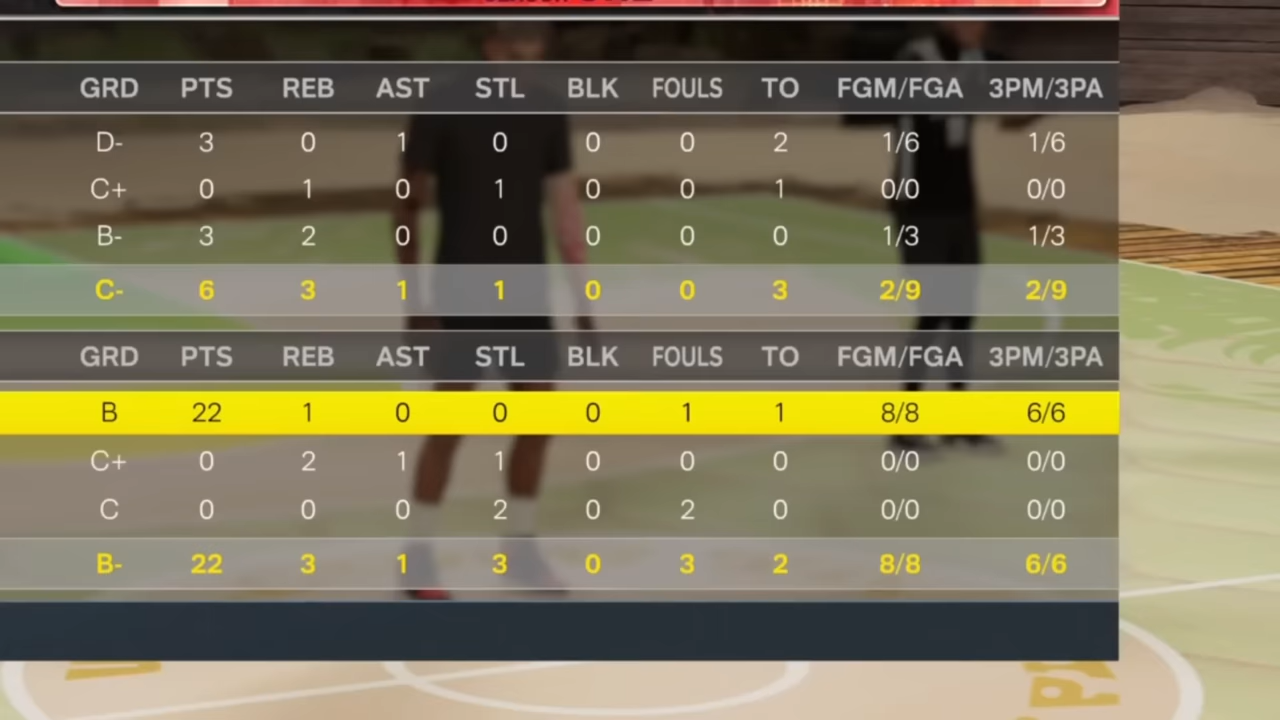 GRD PTS REB AST STL BLK FOULS TO FGM/FGA 3PM/3PA
D- 3 0 1 0 0 0 2 1/6 1/6
C+ 0 1 0 1 0 0 1 0/0 0/0
B- 3 2 0 0 0 0 0 1/3 1/3
C- 6 3 1 1 0 0 3 2/9 2/9
GRD PTS REB AST STL BLK FOULS TO FGM/FGA 3PM/3PA
B 22 1 0 0 0 1 1 8/8 6/6
C+ 0 2 1 1 0 0 0 0/0 0/0
C 0 0 0 2 0 2 0 0/0 0/0
B- 22 3 1 3 0 3 2 8/8 6/6